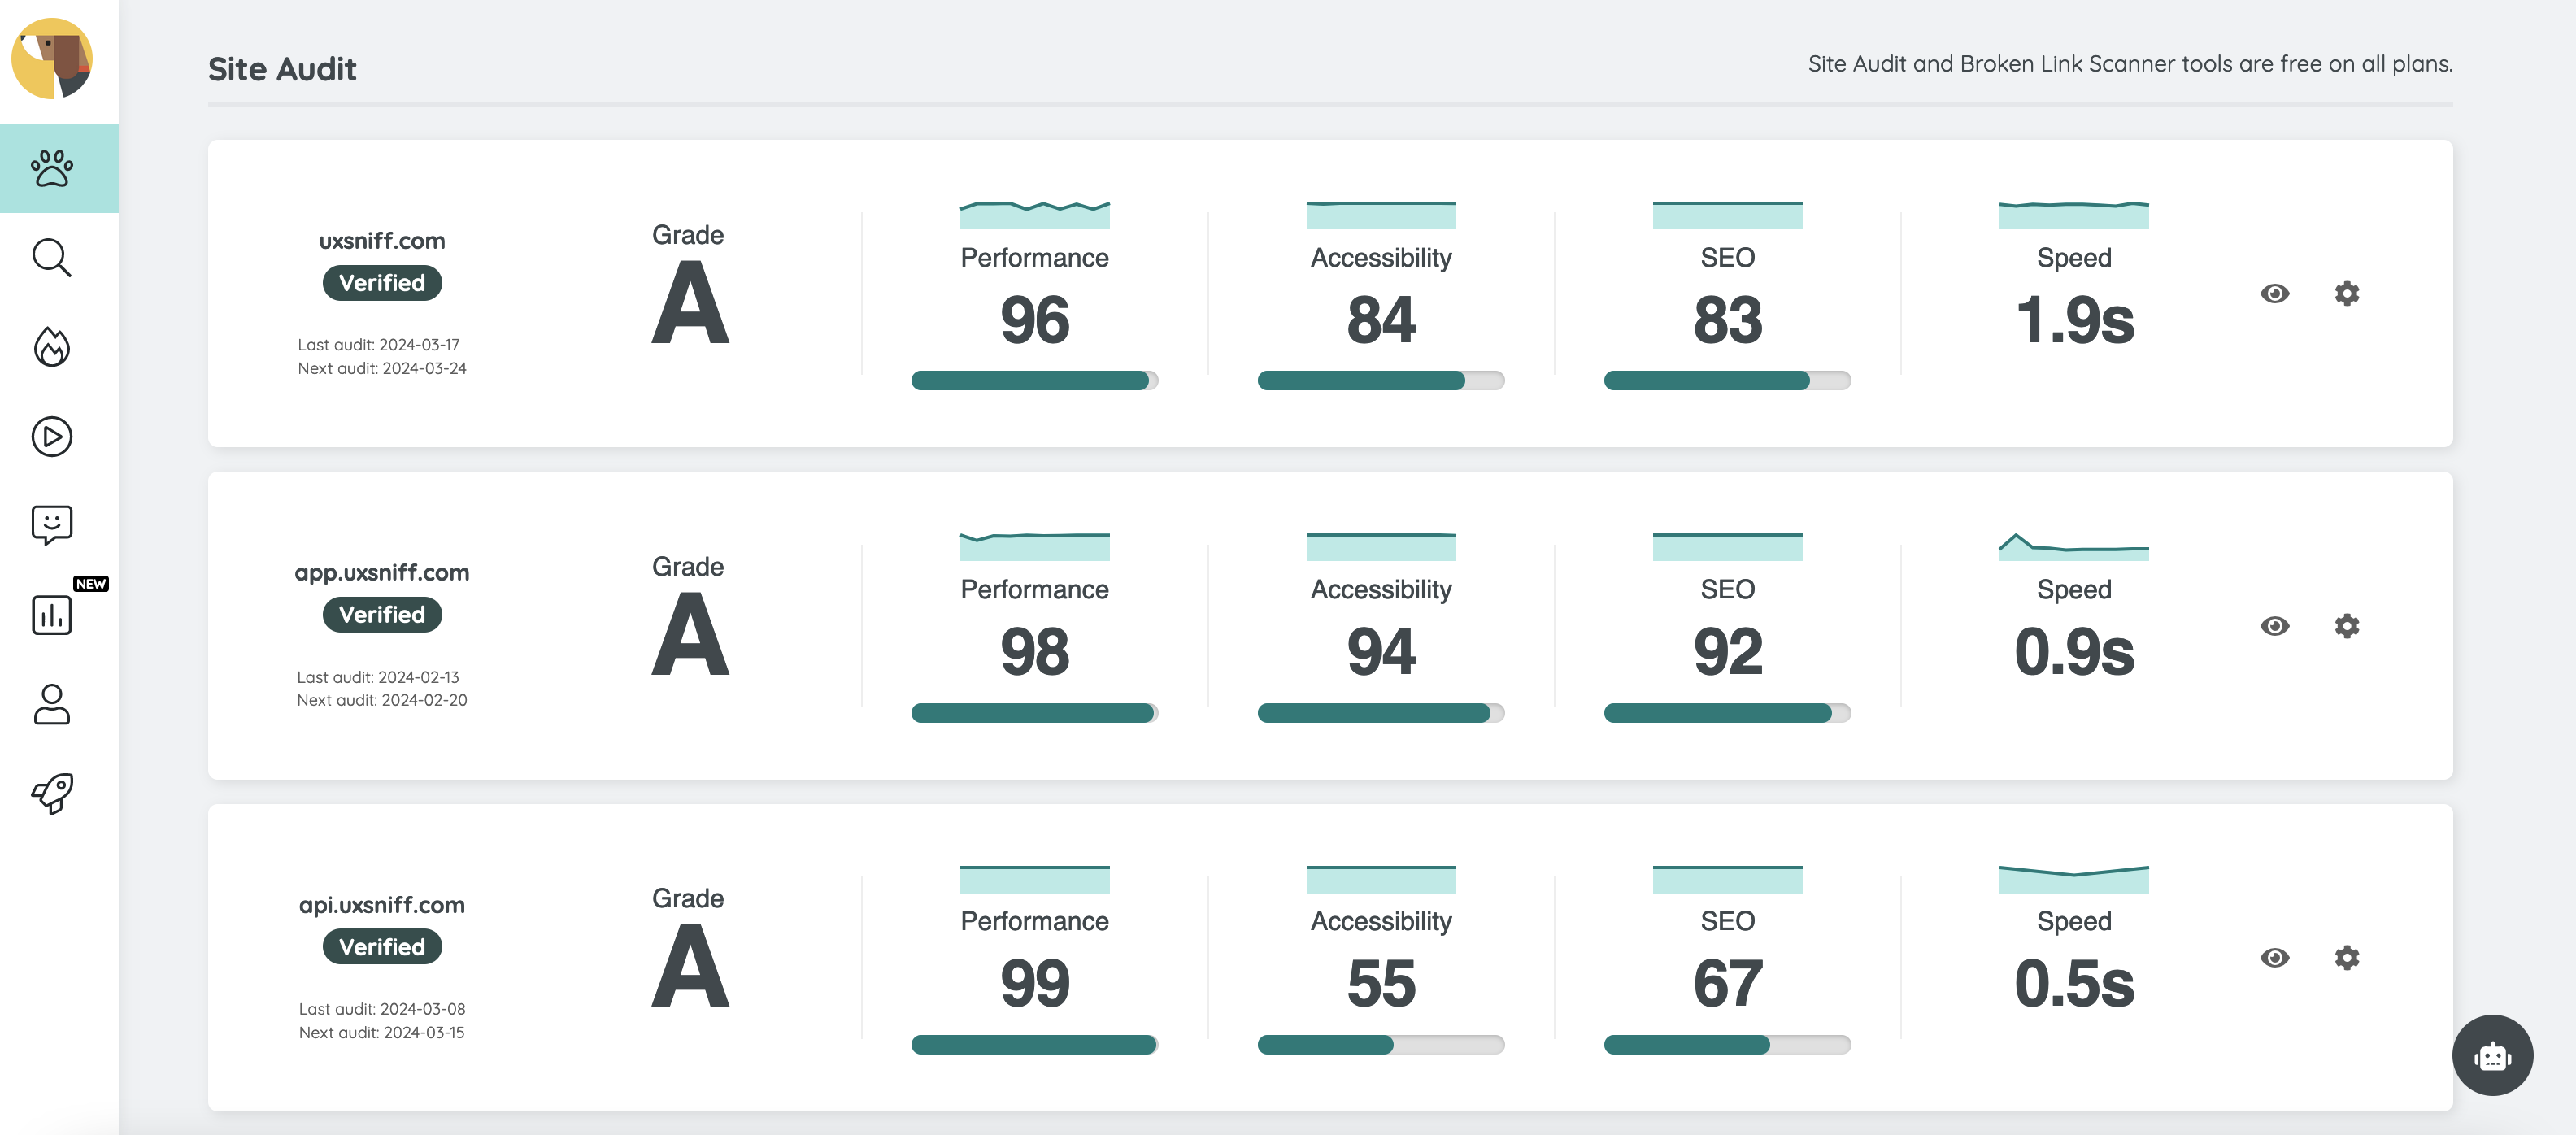 Site Audit
Site Audit and Broken Link Scanner tools are free on all plans.
uxsniff.com
Verified
Last audit: 2024-03-17
Next audit: 2024-03-24
Grade
A
Performance
96
Accessibility
84
SEO
83
Speed
1.9s
NEW
app.uxsniff.com
Verified
Last audit: 2024-02-13
Next audit: 2024-02-20
Grade
A
Performance
98
Accessibility
94
SEO
92
Speed
0.9s
api.uxsniff.com
Verified
Last audit: 2024-03-08
Next audit: 2024-03-15
Grade
A
Performance
99
Accessibility
55
SEO
67
Speed
0.5s